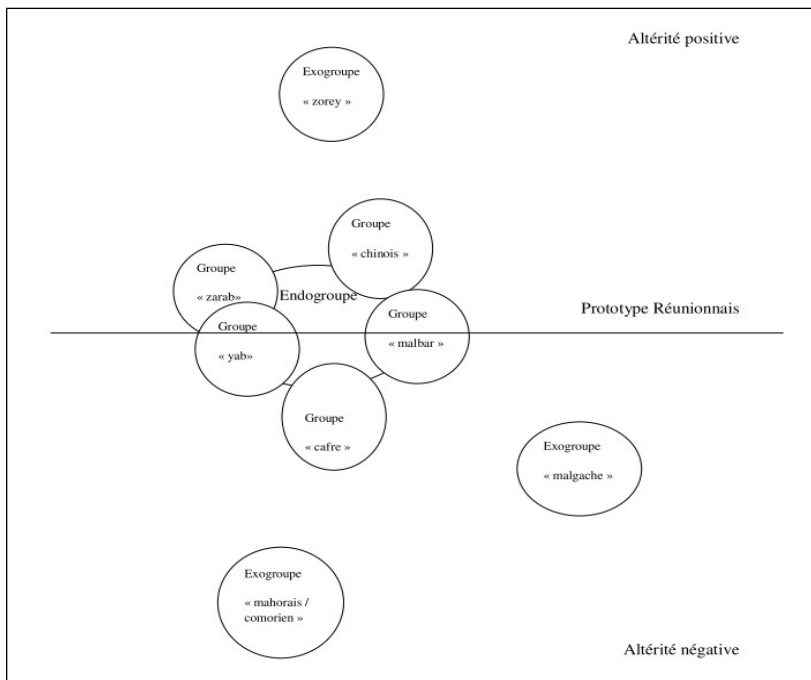 Altérité positive
Exogroupe
« zorey »
Groupe
« chinois »
Groupe
« zarab»
Endogroupe
Prototype Réunionnais
Groupe
« malbar »
Groupe
« yab»
Groupe
« cafre »
Exogroupe
« malgache »
Exogroupe
« mahorais /
comorien »
Altérité négative